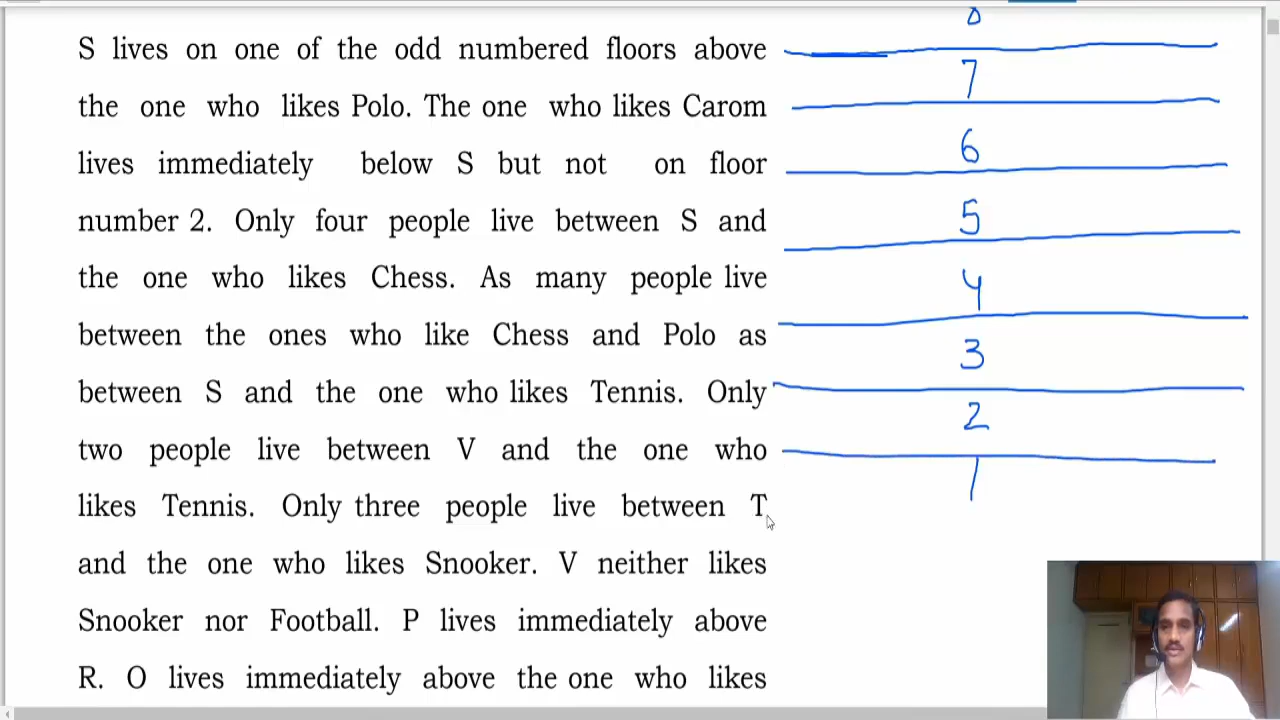 S lives on one of the odd numbered floors above
the one who likes Polo. The one who likes Carom
lives immediately below S but not on floor
number 2. Only four people live between S and
the one who likes Chess. As many people live
between the ones who like Chess and Polo as
between S and the one who likes Tennis. Only
two people live between V and the one who
likes Tennis. Only three people live between T
and the one who likes Snooker. V neither likes
Snooker nor Football. P lives immediately above
R. O lives immediately above the one who likes
7
6
5
4
3
2
1